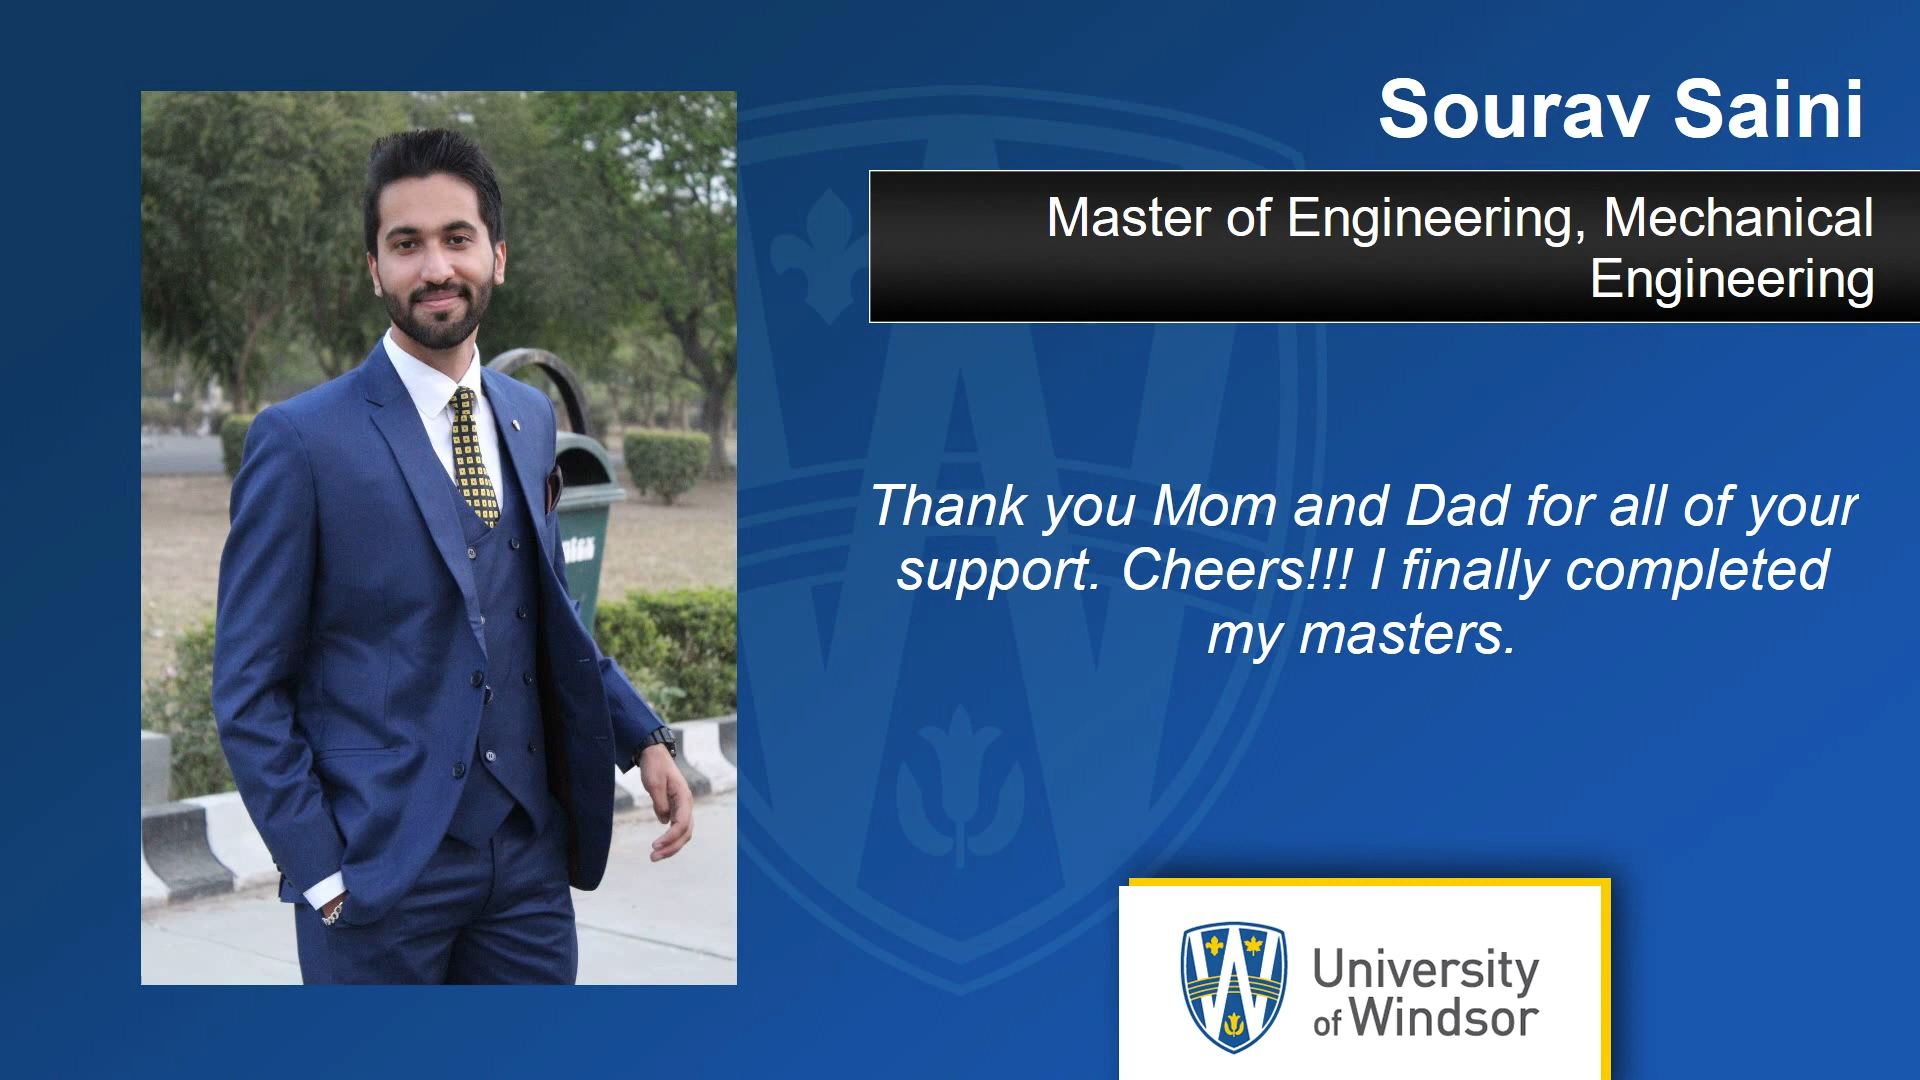 Sourav Saini
Master of Engineering, Mechanical
Engineering
Thank you Mom and Dad for all of your
support. Cheers!!! I finally completed
my masters.
University
of Windsor